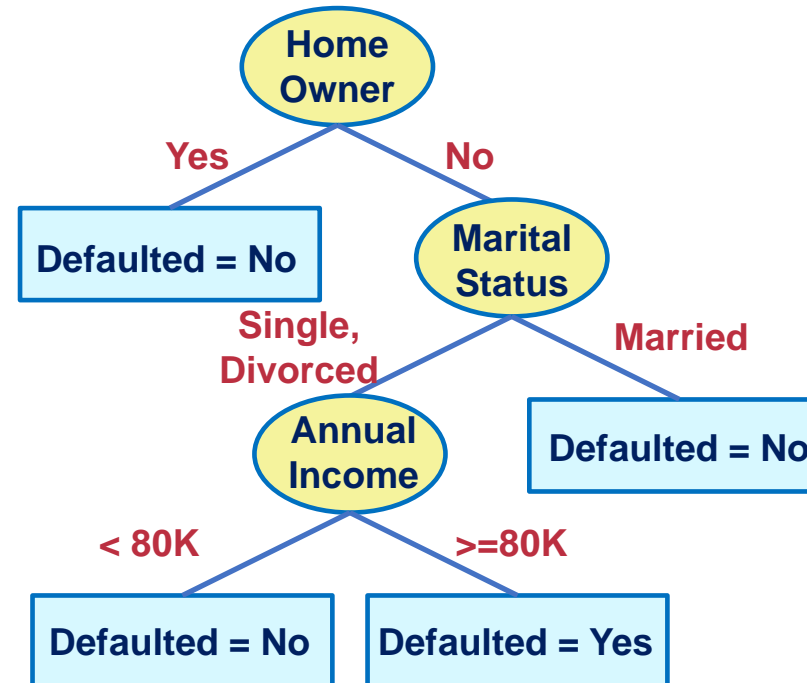 Home
Owner
Yes
No
Defaulted = No
Marital
Status
Single,
Divorced
Married
Annual
Income
Defaulted = No
< 80K
>=80K
Defaulted = No
Defaulted = Yes